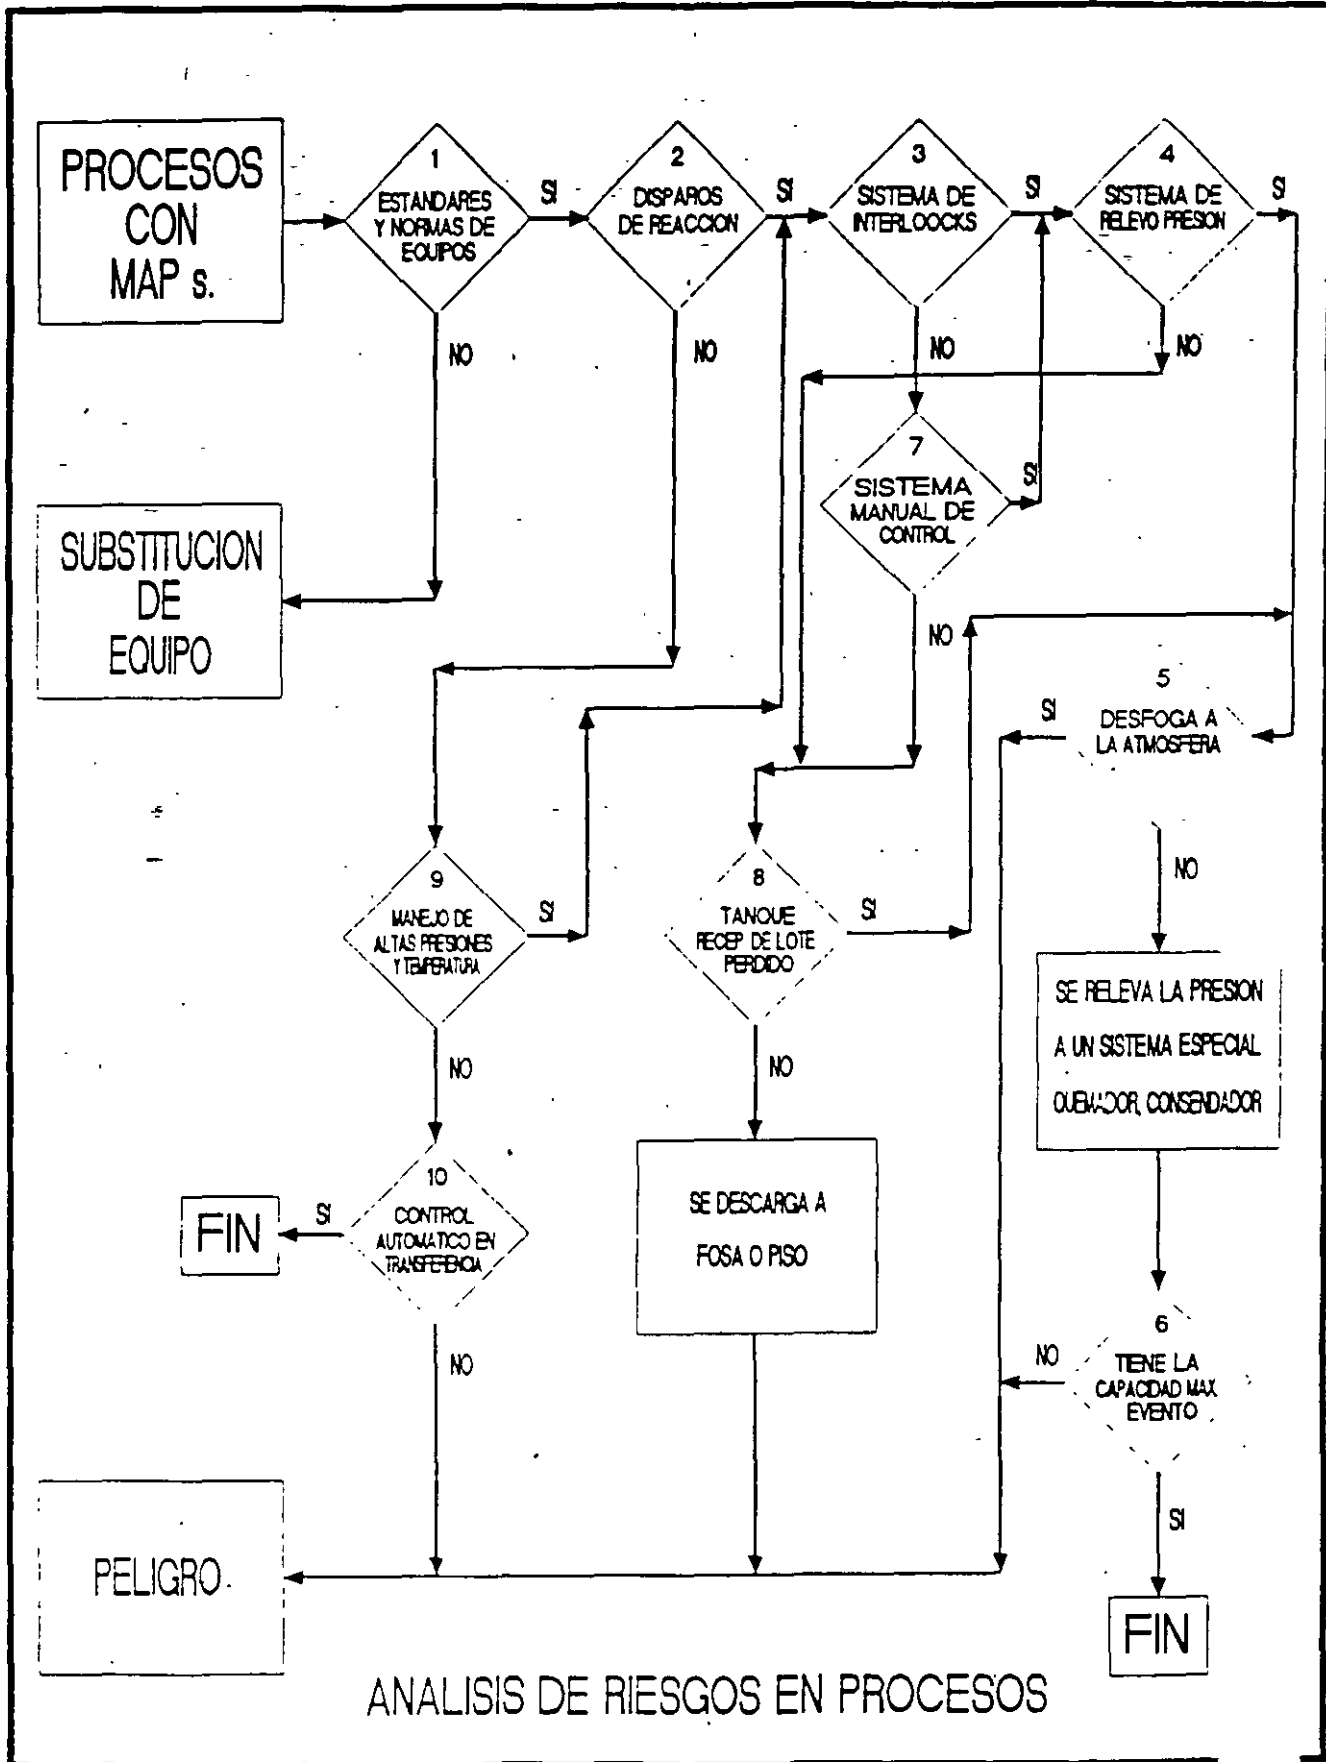 PROCESOS
CON
MAP s.
1
ESTANDARES
Y NORMAS DE
EQUIPOS
SI
NO
2
DISPAROS
DE REACCION
SI
NO
3
SISTEMA DE
INTERLOOCKS
SI
NO
4
SISTEMA DE
RELEVO PRESION
SI
NO
7
SISTEMA
MANUAL DE
CONTROL
SI
NO
SUBSTITUCION
DE
EQUIPO
5
DESFOGA A
LA ATMOSFERA
SI
NO
9
MANEJO DE
ALTAS PRESIONES
Y TEMPERATURA
SI
NO
8
TANQUE
RECEP DE LOTE
PERDIDO
SI
NO
SE RELEVA LA PRESION
A UN SISTEMA ESPECIAL
QUEMADOR, CONSENDADOR
10
CONTROL
AUTOMATICO EN
TRANSFERENCIA
SI
NO
FIN
SE DESCARGA A
FOSA O PISO
6
TIENE LA
CAPACIDAD MAX
EVENTO
NO
SI
PELIGRO.
FIN
ANALISIS DE RIESGOS EN PROCESOS